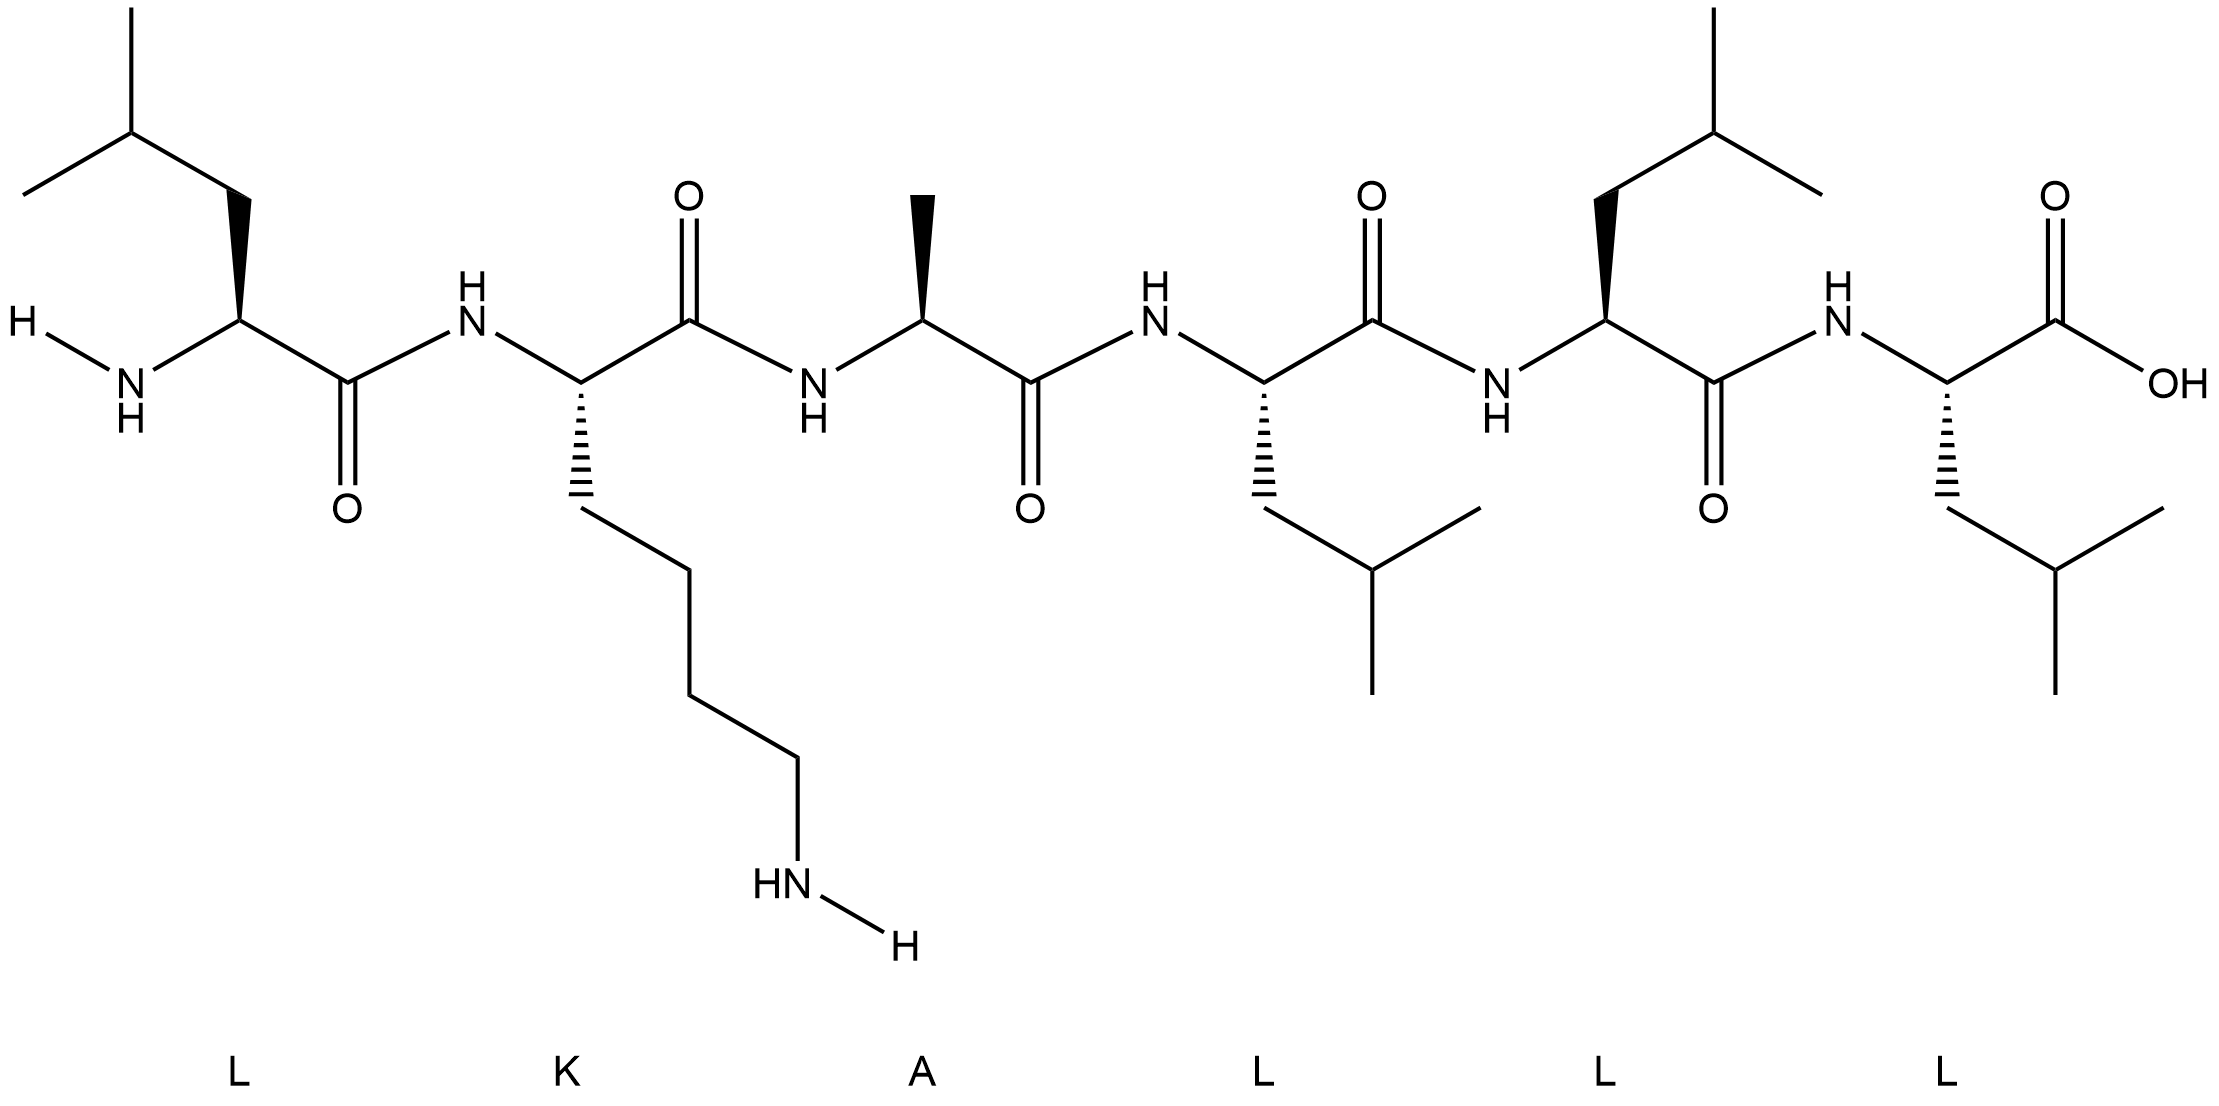 O O O
H H H
H N N N OH
N N N
H H H
O O O
HN
H
L K A L L L